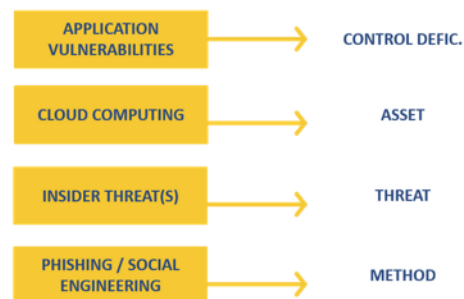 APPLICATION
VULNERABILITIES
CONTROL DEFIC.
CLOUD COMPUTING
ASSET
INSIDER THREAT(S)
THREAT
PHISHING / SOCIAL
ENGINEERING
METHOD